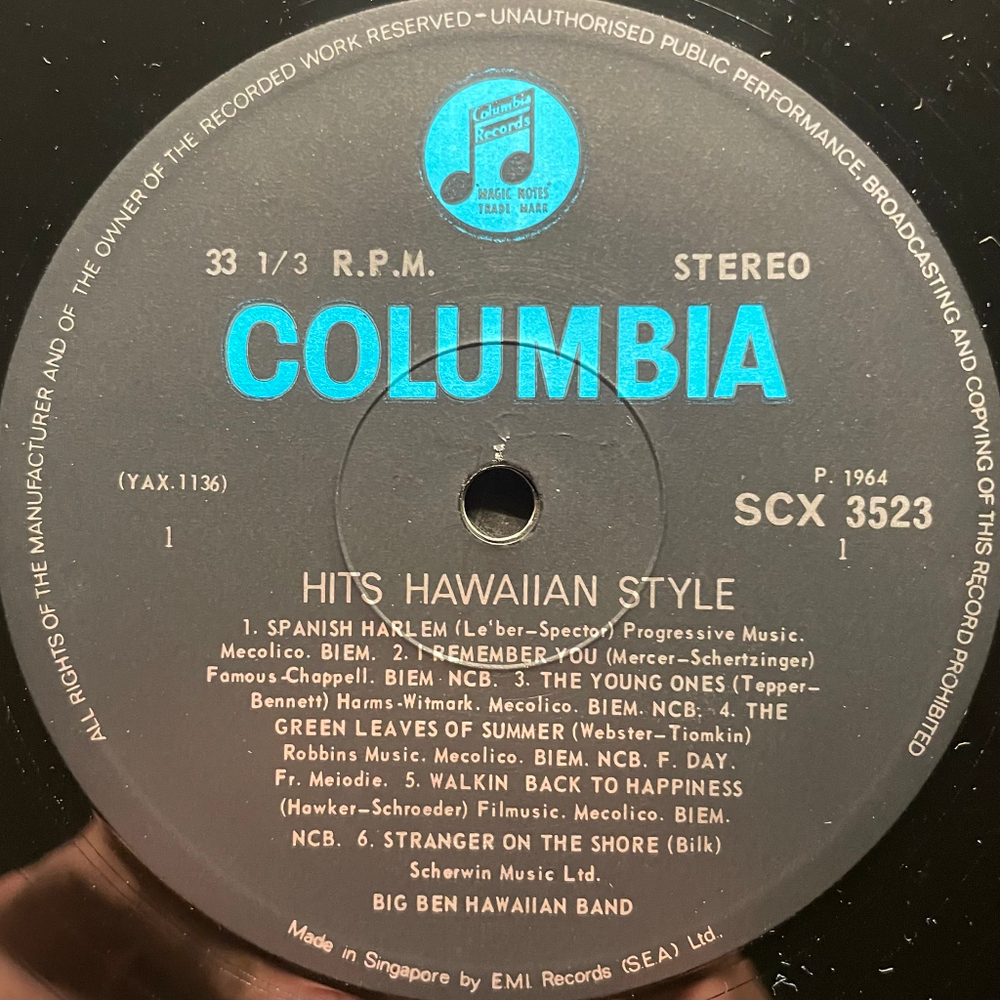 ALL RIGHTS OF THE MANUFACTURER AND OF THE OWNER OF THE RECORDED WORK RESERVED-UNAUTHORISED PUBLIC PERFORMANCE, BROADCASTING AND COPYING OF THIS RECORD PROHIBITED
Columbia
Records
"MAGIC NOTES"
TRADE MARK
33 1/3 R.P.M.
STEREO
COLUMBIA
(YAX.1136)
1
P. 1964
SCX 3523
1
HITS HAWAIIAN STYLE
1. SPANISH HARLEM (Le'ber-Spector) Progressive Music.
Mecolico. BIEM. 2. I REMEMBER YOU (Mercer-Schertzinger)
Famous-Chappell. BIEM. NCB. 3. THE YOUNG ONES (Tepper-
Bennett) Harms-Witmark. Mecolico. BIEM. NCB. 4. THE
GREEN LEAVES OF SUMMER (Webster-Tiomkin)
Robbins Music. Mecolico. BIEM. NCB. F. DAY.
Fr. Meiodie. 5. WALKIN BACK TO HAPPINESS
(Hawker-Schroeder) Filmusic. Mecolico. BIEM.
NCB. 6. STRANGER ON THE SHORE (Bilk)
Scherwin Music Ltd.
BIG BEN HAWAIIAN BAND
Made in Singapore by E.M.I. Records (S.E.A.) Ltd.,